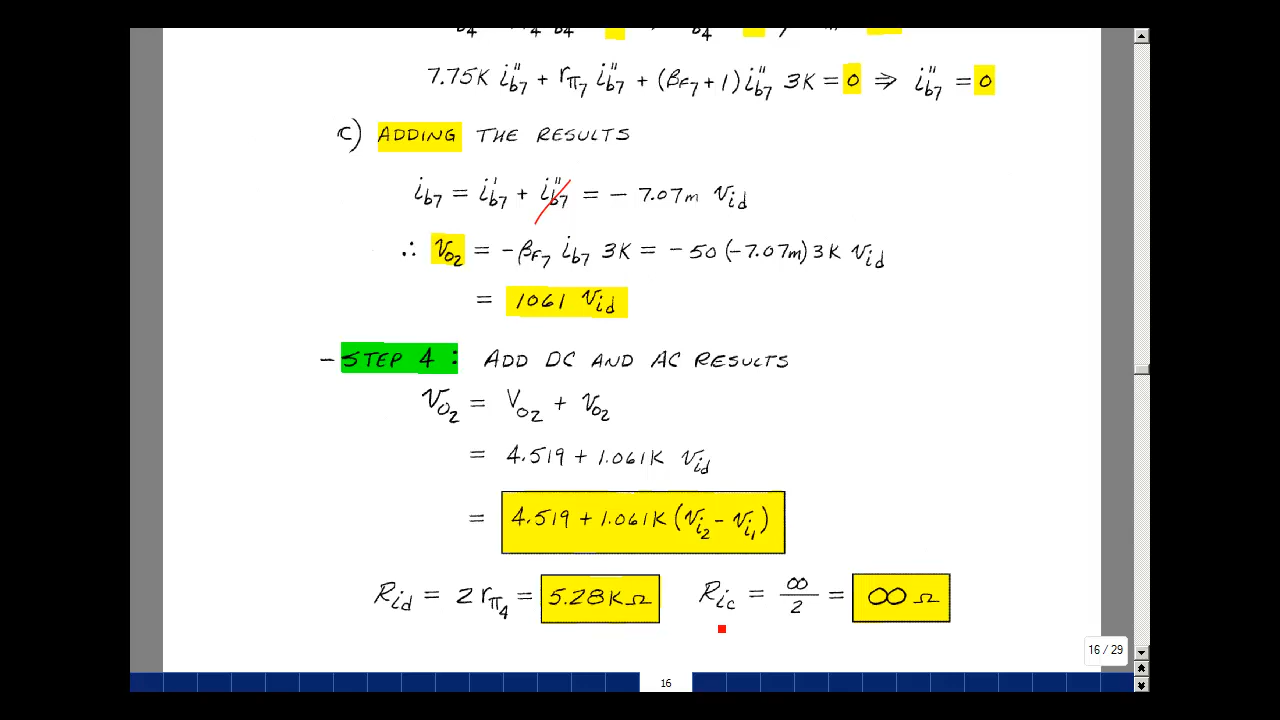 7.75K i"b7 + rπ7 i"b7 + (βF7 + 1) i"b7 3K = 0 ⇒ i"b7 = 0
c) ADDING THE RESULTS
ib7 = i'b7 + i"b7 = - 7.07m vid
∴ vo2 = - βF7 ib7 3K = - 50 (-7.07m) 3K vid
= 1061 vid
- STEP 4: ADD DC AND AC RESULTS
vO2 = VO2 + vo2
= 4.519 + 1.061K vid
= 4.519 + 1.061K (vi2 - vi1)
Rid = 2 rπ4 = 5.28K Ω Ric = ∞/2 = ∞ Ω
16 / 29
16